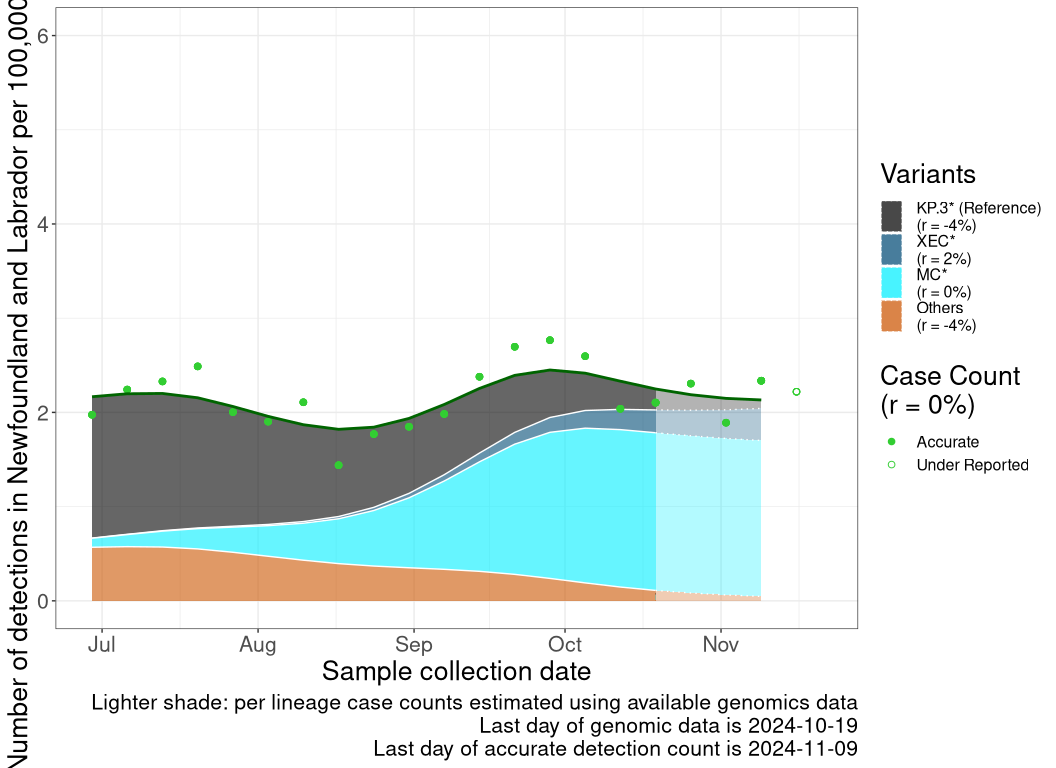 Number of detections in Newfoundland and Labrador per 100,000
6
4
2
0
Jul
Aug
Sep
Oct
Nov
Sample collection date
Lighter shade: per lineage case counts estimated using available genomics data
Last day of genomic data is 2024-10-19
Last day of accurate detection count is 2024-11-09
Variants
KP.3* (Reference)
(r = -4%)
XEC*
(r = 2%)
MC*
(r = 0%)
Others
(r = -4%)
Case Count
(r = 0%)
Accurate
Under Reported